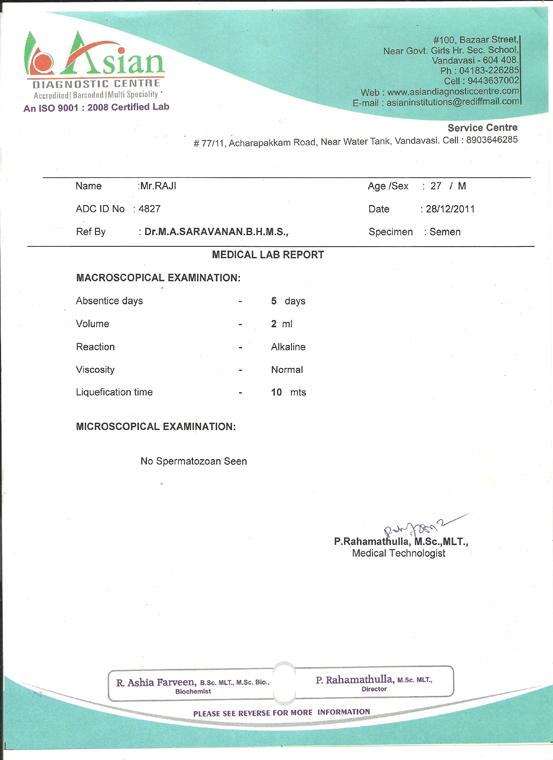 Asian
DIAGNOSTIC CENTRE
Accredited| Barcoded |Multi Speciality
An ISO 9001 : 2008 Certified Lab
#100, Bazaar Street,
Near Govt. Girls Hr. Sec. School,
Vandavasi - 604 408.
Ph : 04183-226285
Cell : 9443637002
Web : www.asiandiagnosticcentre.com
E-mail : asianinstitutions@rediffmail.com
Service Centre
# 77/11, Acharapakkam Road, Near Water Tank, Vandavasi. Cell : 8903646285
Name :Mr.RAJI Age /Sex : 27 / M
ADC ID No : 4827 Date : 28/12/2011
Ref By : Dr.M.A.SARAVANAN.B.H.M.S., Specimen : Semen
MEDICAL LAB REPORT
MACROSCOPICAL EXAMINATION:
Absentice days - 5 days
Volume - 2 ml
Reaction - Alkaline
Viscosity - Normal
Liquefication time - 10 mts
MICROSCOPICAL EXAMINATION:
No Spermatozoan Seen
P.Rahamathulla, M.Sc.,MLT.,
Medical Technologist
R. Ashia Farveen, B.Sc. MLT., M.Sc. Bio., P. Rahamathulla, M.Sc. MLT.,
Biochemist Director
PLEASE SEE REVERSE FOR MORE INFORMATION